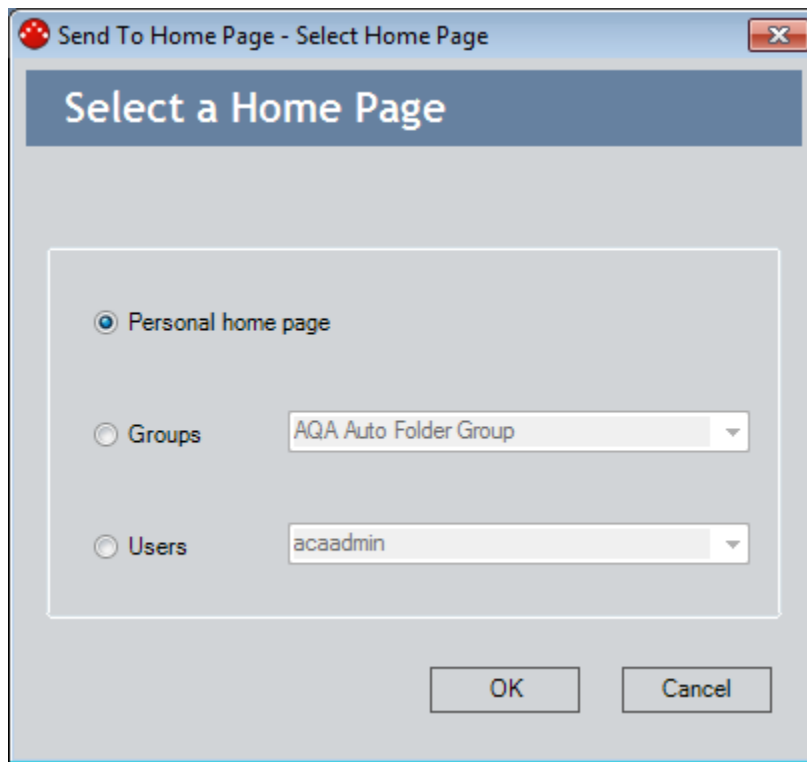 Send To Home Page - Select Home Page
Select a Home Page
Personal home page
Groups AQA Auto Folder Group
Users acaadmin
OK Cancel